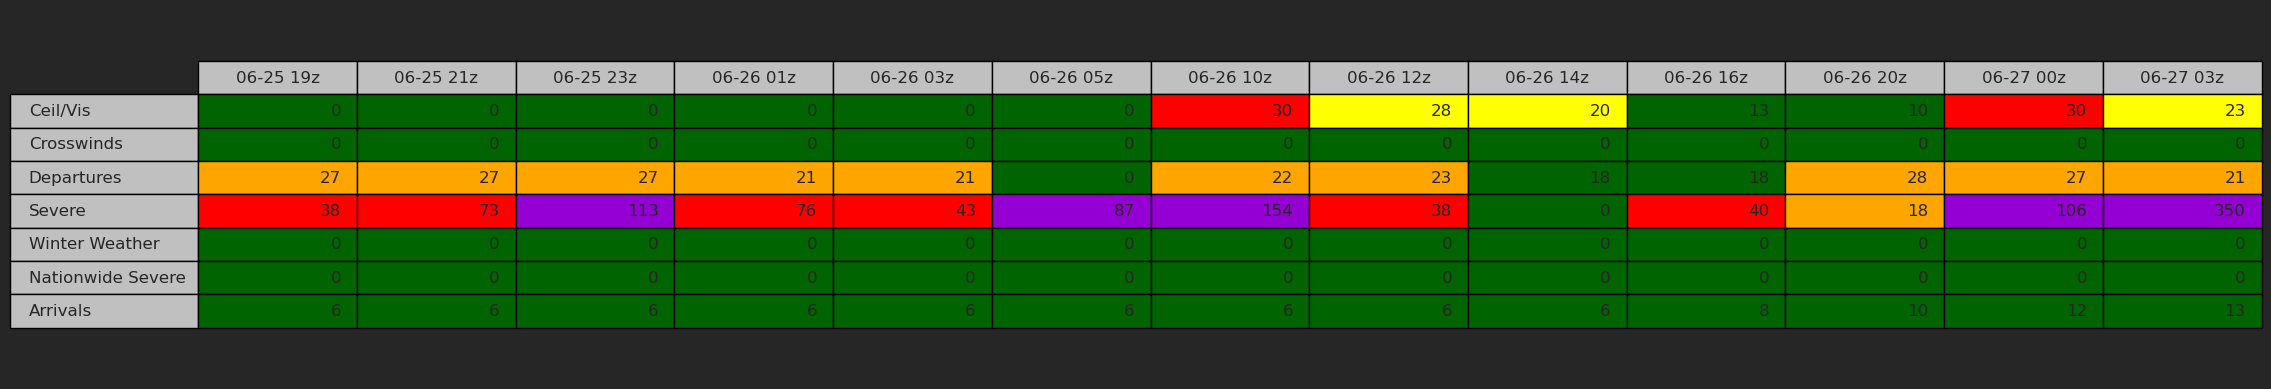 06-25 19z 06-25 21z 06-25 23z 06-26 01z 06-26 03z 06-26 05z 06-26 10z 06-26 12z 06-26 14z 06-26 16z 06-26 20z 06-27 00z 06-27 03z
Ceil/Vis 0 0 0 0 0 0 30 28 20 13 10 30 23
Crosswinds 0 0 0 0 0 0 0 0 0 0 0 0 0
Departures 27 27 27 21 21 0 22 23 18 18 28 27 21
Severe 38 73 113 76 43 87 154 38 0 40 18 106 350
Winter Weather 0 0 0 0 0 0 0 0 0 0 0 0 0
Nationwide Severe 0 0 0 0 0 0 0 0 0 0 0 0 0
Arrivals 6 6 6 6 6 6 6 6 6 8 10 12 13